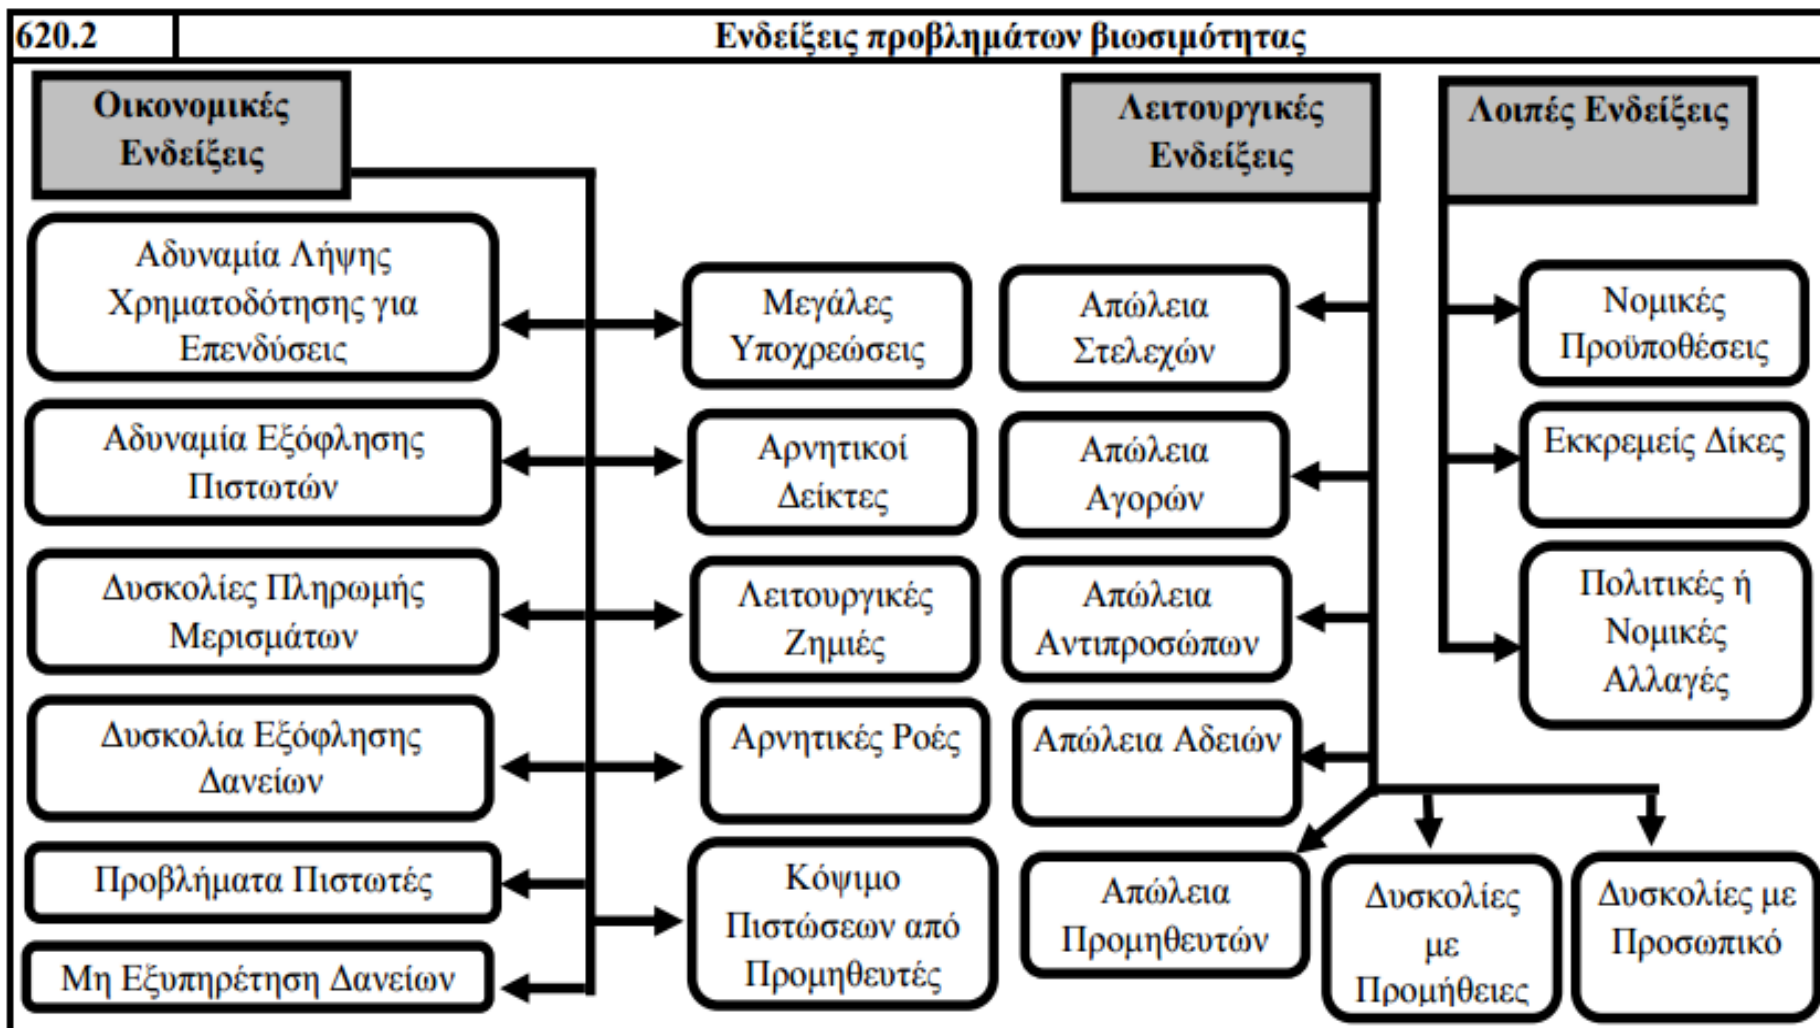 620.2
Ενδείξεις προβλημάτων βιωσιμότητας
Οικονομικές
Ενδείξεις
Αδυναμία Λήψης
Χρηματοδότησης για
Επενδύσεις
Αδυναμία Εξόφλησης
Πιστωτών
Δυσκολίες Πληρωμής
Μερισμάτων
Δυσκολία Εξόφλησης
Δανείων
Προβλήματα Πιστωτές
Μη Εξυπηρέτηση Δανείων
Μεγάλες
Υποχρεώσεις
Αρνητικοί
Δείκτες
Λειτουργικές
Ζημιές
Αρνητικές Ροές
Κόψιμο
Πιστώσεων από
Προμηθευτές
Λειτουργικές
Ενδείξεις
Απώλεια
Στελεχών
Απώλεια
Αγορών
Απώλεια
Αντιπροσώπων
Απώλεια Αδειών
Απώλεια
Προμηθευτών
Δυσκολίες
με
Προμήθειες
Δυσκολίες με
Προσωπικό
Λοιπές Ενδείξεις
Νομικές
Προϋποθέσεις
Εκκρεμείς Δίκες
Πολιτικές ή
Νομικές
Αλλαγές